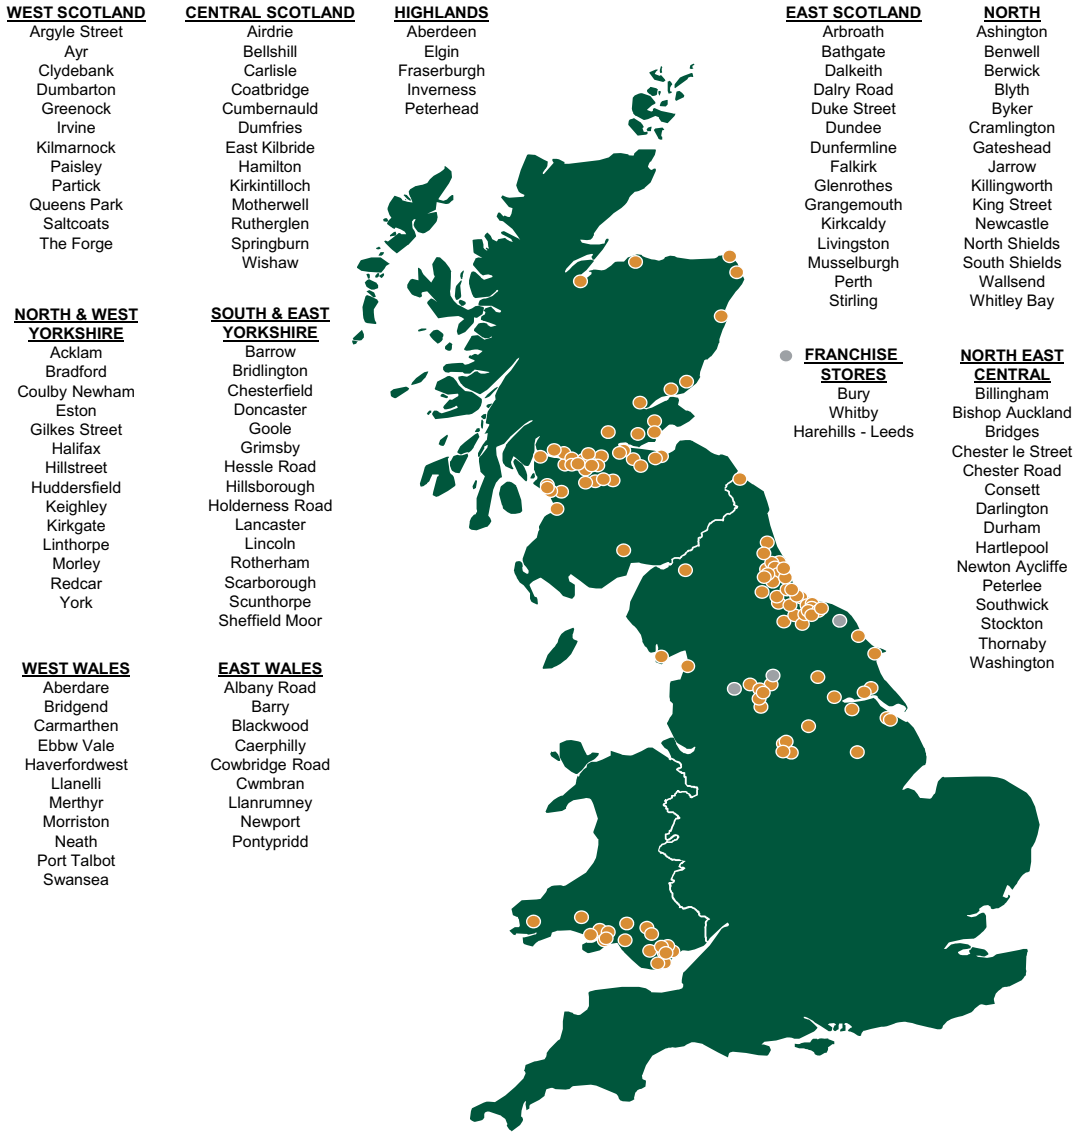 WEST SCOTLAND
Argyle Street
Ayr
Clydebank
Dumbarton
Greenock
Irvine
Kilmarnock
Paisley
Partick
Queens Park
Saltcoats
The Forge
CENTRAL SCOTLAND
Airdrie
Bellshill
Carlisle
Coatbridge
Cumbernauld
Dumfries
East Kilbride
Hamilton
Kirkintilloch
Motherwell
Rutherglen
Springburn
Wishaw
HIGHLANDS
Aberdeen
Elgin
Fraserburgh
Inverness
Peterhead
EAST SCOTLAND
Arbroath
Bathgate
Dalkeith
Dalry Road
Duke Street
Dundee
Dunfermline
Falkirk
Glenrothes
Grangemouth
Kirkcaldy
Livingston
Musselburgh
Perth
Stirling
NORTH
Ashington
Benwell
Berwick
Blyth
Byker
Cramlington
Gateshead
Jarrow
Killingworth
King Street
Newcastle
North Shields
South Shields
Wallsend
Whitley Bay
NORTH & WEST
YORKSHIRE
Acklam
Bradford
Coulby Newham
Eston
Gilkes Street
Halifax
Hillstreet
Huddersfield
Keighley
Kirkgate
Linthorpe
Morley
Redcar
York
SOUTH & EAST
YORKSHIRE
Barrow
Bridlington
Chesterfield
Doncaster
Goole
Grimsby
Hessle Road
Hillsborough
Holderness Road
Lancaster
Lincoln
Rotherham
Scarborough
Scunthorpe
Sheffield Moor
FRANCHISE
STORES
Bury
Whitby
Harehills - Leeds
NORTH EAST
CENTRAL
Billingham
Bishop Auckland
Bridges
Chester le Street
Chester Road
Consett
Darlington
Durham
Hartlepool
Newton Aycliffe
Peterlee
Southwick
Stockton
Thornaby
Washington
WEST WALES
Aberdare
Bridgend
Carmarthen
Ebbw Vale
Haverfordwest
Llanelli
Merthyr
Morriston
Neath
Port Talbot
Swansea
EAST WALES
Albany Road
Barry
Blackwood
Caerphilly
Cowbridge Road
Cwmbran
Llanrumney
Newport
Pontypridd